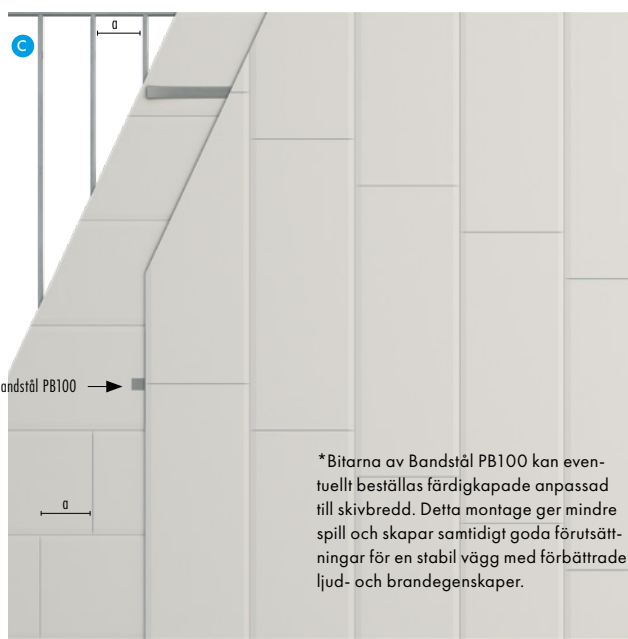 a
C
andstål PB100
a
*Bitarna av Bandstål PB100 kan even-
tuellt beställas färdigkapade anpassad
till skivbredd. Detta montage ger mindre
spill och skapar samtidigt goda förutsätt-
ningar för en stabil vägg med förbättrade
ljud- och brandegenskaper.